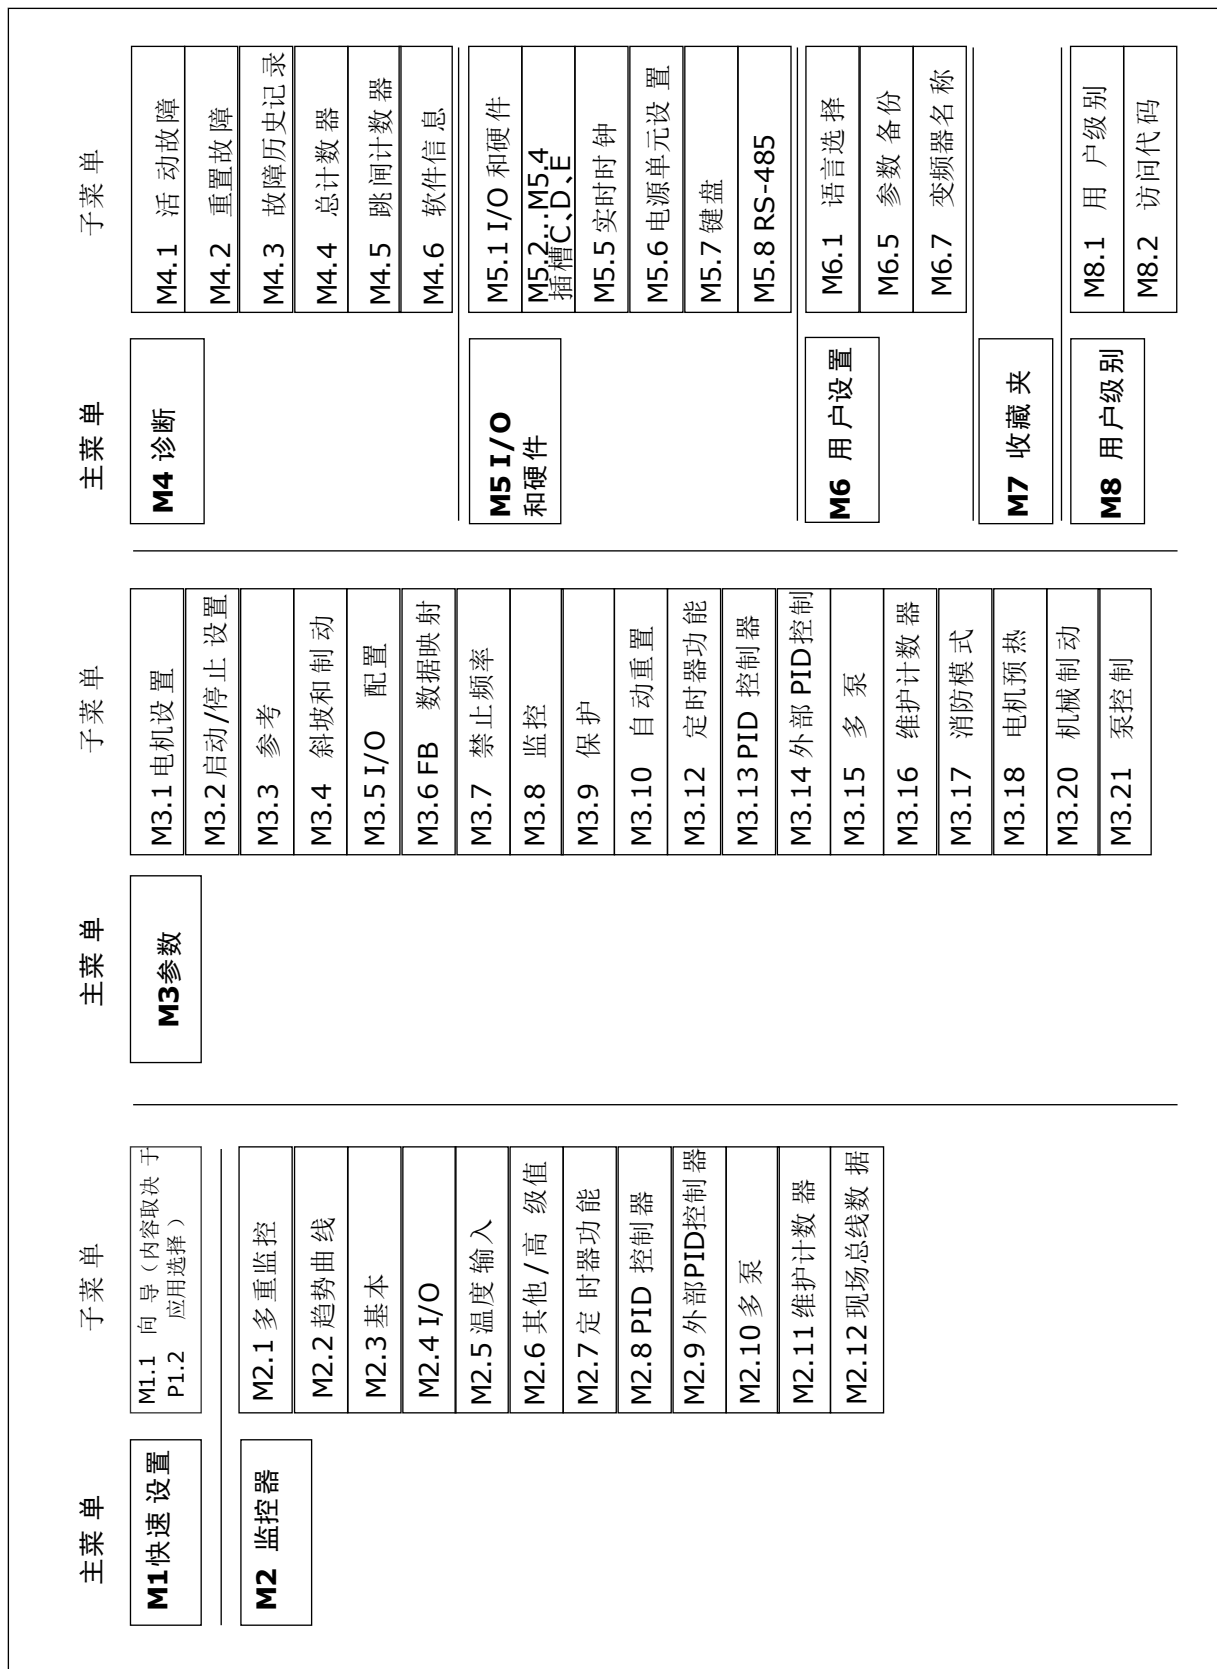 主菜单
子菜单
M1快速设置
M1.1 向导（内容取决于
P1.2 应用选择）
M2 监控器
M2.1 多重监控
M2.2 趋势曲线
M2.3 基本
M2.4 I/O
M2.5 温度输入
M2.6 其他/高级值
M2.7 定时器功能
M2.8 PID 控制器
M2.9 外部PID控制器
M2.10 多泵
M2.11 维护计数器
M2.12 现场总线数据
主菜单
子菜单
M3参数
M3.1 电机设置
M3.2 启动/停止设置
M3.3 参考
M3.4 斜坡和制动
M3.5 I/O 配置
M3.6 FB 数据映射
M3.7 禁止频率
M3.8 监控
M3.9 保护
M3.10 自动重置
M3.12 定时器功能
M3.13 PID 控制器
M3.14 外部PID控制
M3.15 多泵
M3.16 维护计数器
M3.17 消防模式
M3.18 电机预热
M3.20 机械制动
M3.21 泵控制
主菜单
子菜单
M4 诊断
M4.1 活动故障
M4.2 重置故障
M4.3 故障历史记录
M4.4 总计数器
M4.5 跳闸计数器
M4.6 软件信息
M5 I/O
和硬件
M5.1 I/O 和硬件
M5.2...M5.4
插槽C、D、E
M5.5 实时时钟
M5.6 电源单元设置
M5.7 键盘
M5.8 RS-485
M6 用户设置
M6.1 语言选择
M6.5 参数备份
M6.7 变频器名称
M7 收藏夹
M8 用户级别
M8.1 用户级别
M8.2 访问代码